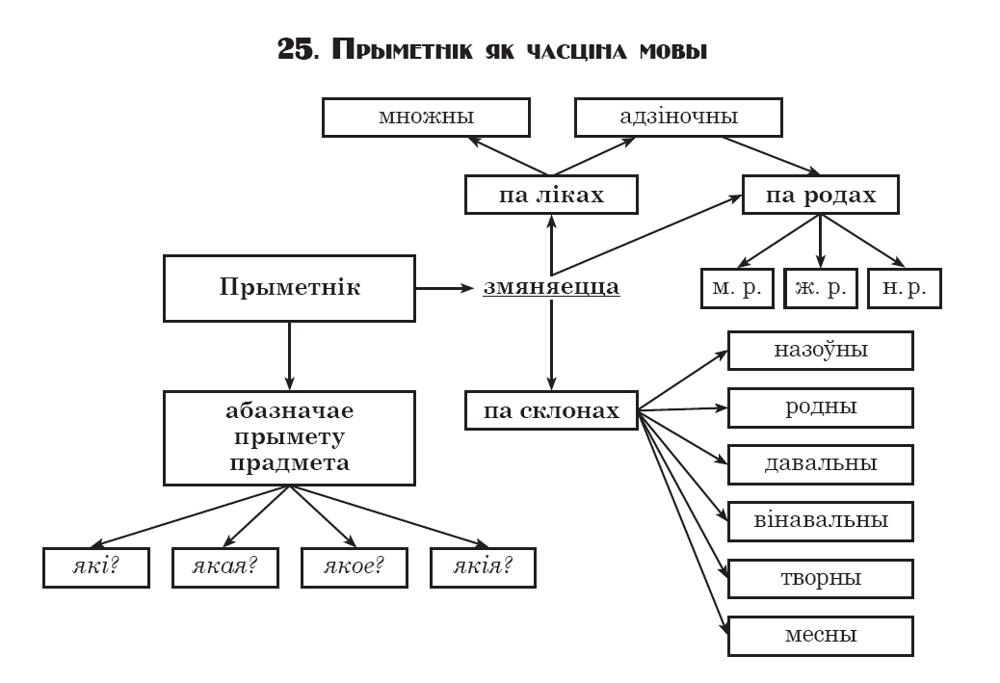 25. Прыметнік як часціна мовы
множны
адзіночны
па ліках
па родах
Прыметнік
змяняецца
м. р.
ж. р.
н. р.
назоўны
абазначае
прымету
прадмета
па склонах
родны
давальны
вінавальны
творны
месны
які?
якая?
якое?
якія?